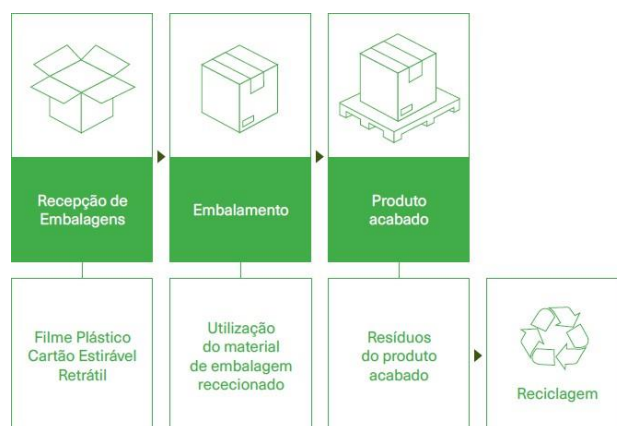 Recepção de
Embalagens
Embalamento
Produto
acabado
Filme Plástico
Cartão Estirável
Retrátil
Utilização
do material
de embalagem
rececionado
Resíduos
do produto
acabado
Reciclagem